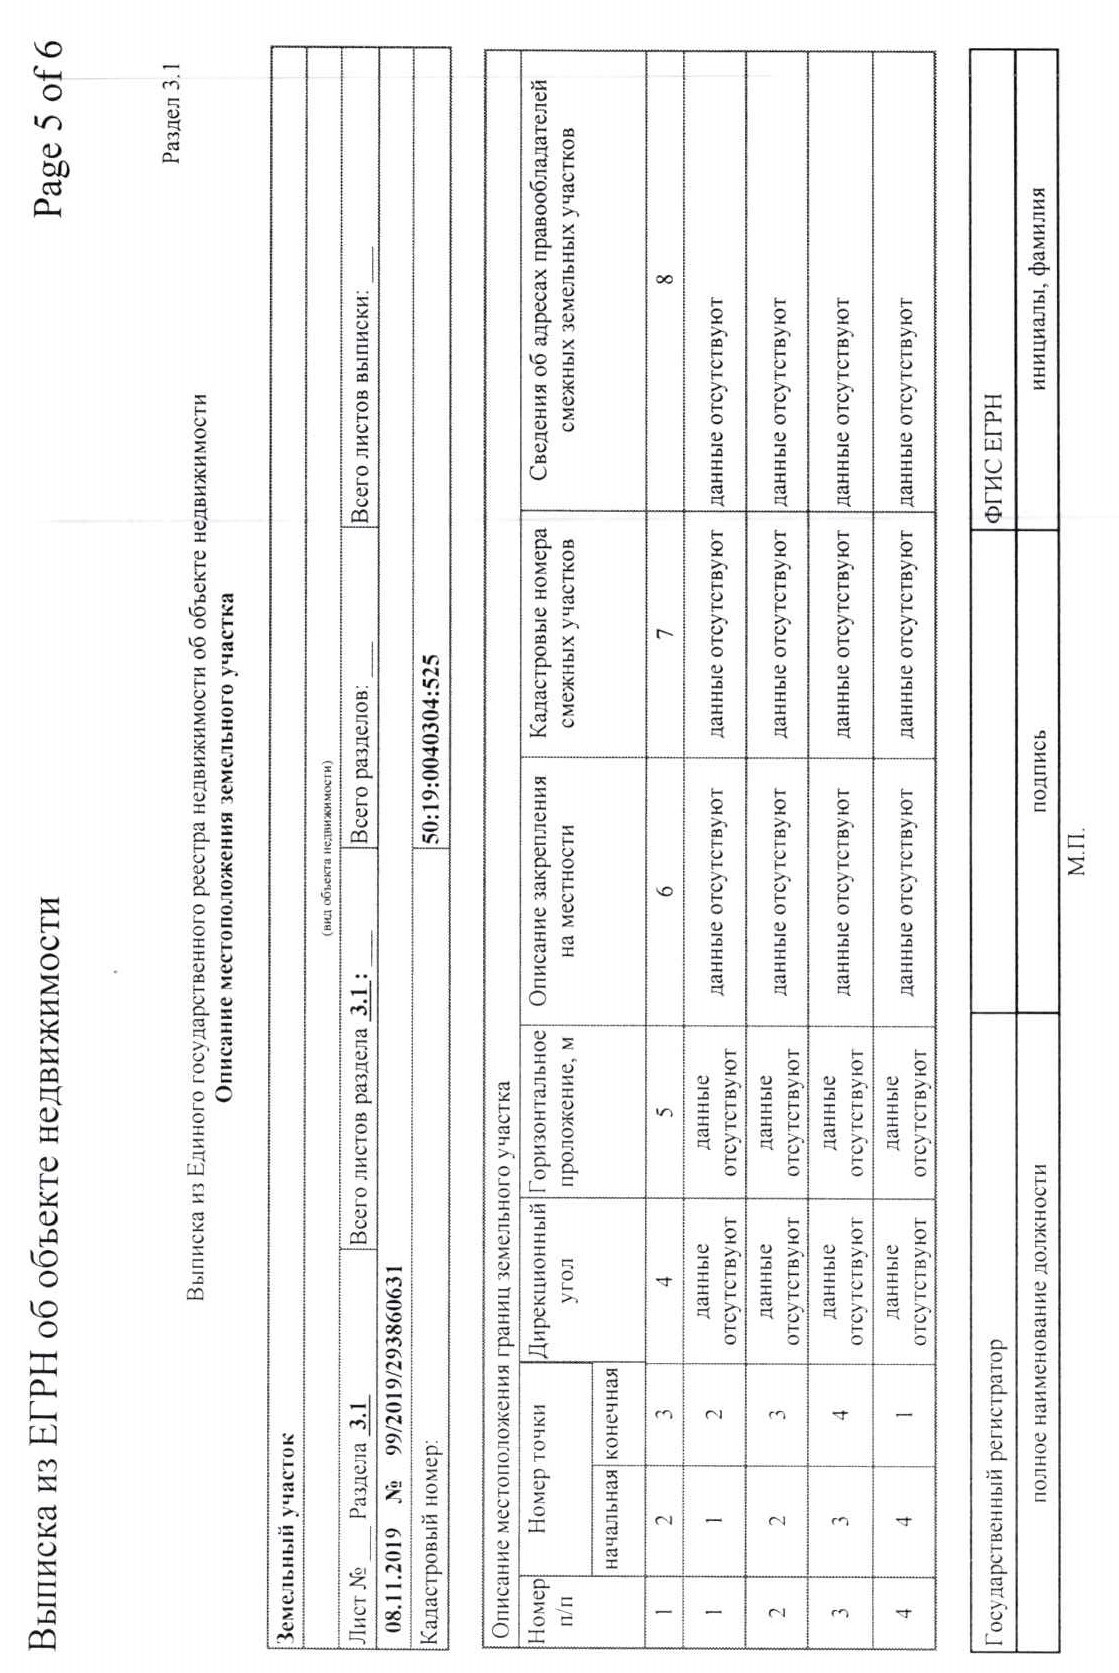 Выписка из ЕГРН об объекте недвижимости
Page 5 of 6
Раздел 3.1
Выписка из Единого государственного реестра недвижимости об объекте недвижимости
Описание местоположения земельного участка
Земельный участок
(вид объекта недвижимости)
Лист № ___ Раздела 3.1
Всего листов раздела 3.1 : ___
Всего разделов: ___
Всего листов выписки: ___
08.11.2019 № 99/2019/293860631
Кадастровый номер:
50:19:0040304:525
Описание местоположения границ земельного участка
Номер п/п
Номер точки
начальная
конечная
Дирекционный угол
Горизонтальное проложение, м
Описание закрепления на местности
Кадастровые номера смежных участков
Сведения об адресах правообладателей смежных земельных участков
1 2 3 4 5 6 7 8
1 1 2 данные отсутствуют данные отсутствуют данные отсутствуют данные отсутствуют данные отсутствуют
2 2 3 данные отсутствуют данные отсутствуют данные отсутствуют данные отсутствуют данные отсутствуют
3 3 4 данные отсутствуют данные отсутствуют данные отсутствуют данные отсутствуют данные отсутствуют
4 4 1 данные отсутствуют данные отсутствуют данные отсутствуют данные отсутствуют данные отсутствуют
Государственный регистратор
ФГИС ЕГРН
полное наименование должности
подпись
инициалы, фамилия
М.П.